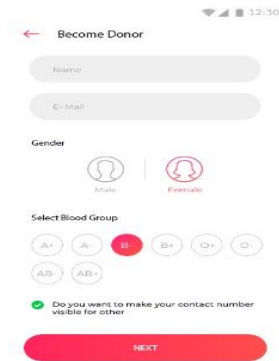 12:30
Become Donor
Name
E-Mail
Gender
Male Female
Select Blood Group
A+ A- B- B+ O+ O-
AB- AB+
Do you want to make your contact number
visible for other
NEXT